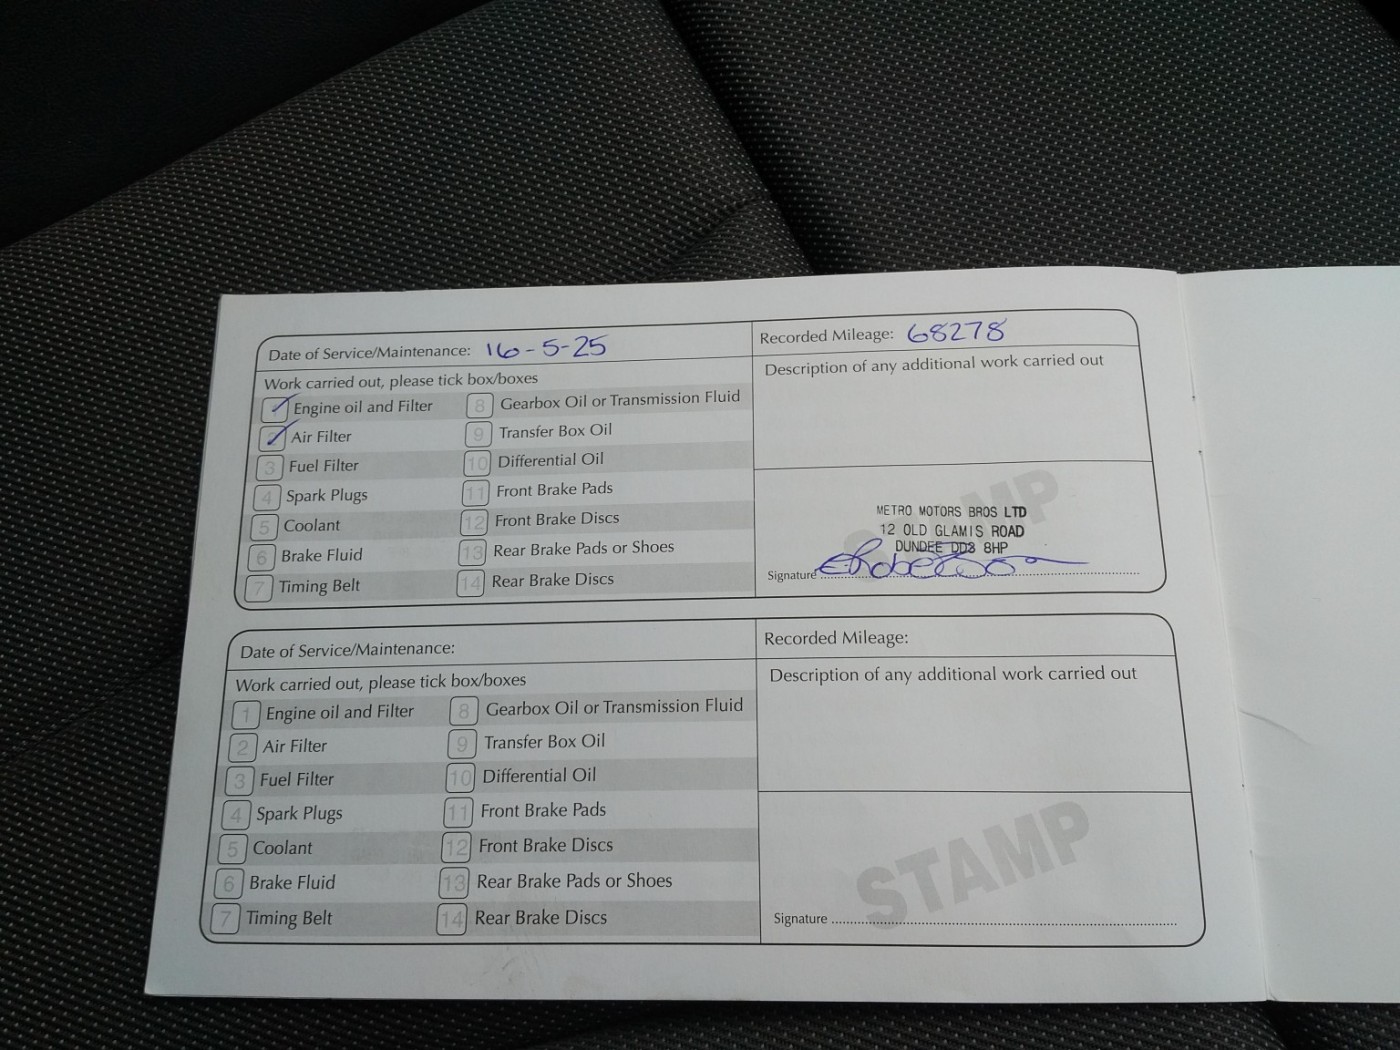 Date of Service/Maintenance: 16-5-25
Recorded Mileage: 68278
Work carried out, please tick box/boxes
Description of any additional work carried out
1 Engine oil and Filter
8 Gearbox Oil or Transmission Fluid
2 Air Filter
9 Transfer Box Oil
3 Fuel Filter
10 Differential Oil
4 Spark Plugs
11 Front Brake Pads
5 Coolant
12 Front Brake Discs
6 Brake Fluid
13 Rear Brake Pads or Shoes
7 Timing Belt
14 Rear Brake Discs
STAMP
METRO MOTORS BROS LTD
12 OLD GLAMIS ROAD
DUNDEE DD3 8HP
Signature
Date of Service/Maintenance:
Recorded Mileage:
Work carried out, please tick box/boxes
Description of any additional work carried out
1 Engine oil and Filter
8 Gearbox Oil or Transmission Fluid
2 Air Filter
9 Transfer Box Oil
3 Fuel Filter
10 Differential Oil
4 Spark Plugs
11 Front Brake Pads
5 Coolant
12 Front Brake Discs
6 Brake Fluid
13 Rear Brake Pads or Shoes
7 Timing Belt
14 Rear Brake Discs
STAMP
Signature